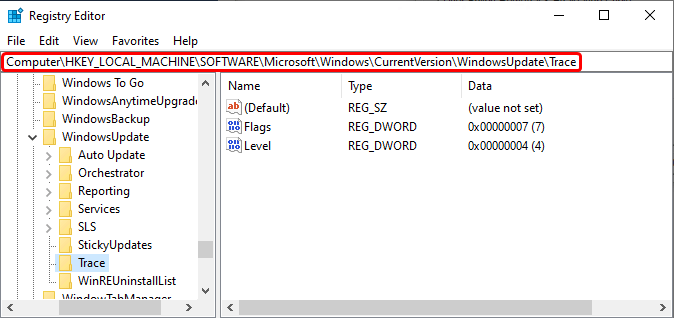 Registry Editor
File Edit View Favorites Help
Computer\HKEY_LOCAL_MACHINE\SOFTWARE\Microsoft\Windows\CurrentVersion\WindowsUpdate\Trace
Windows To Go
WindowsAnytimeUpgrade
WindowsBackup
WindowsUpdate
Auto Update
Orchestrator
Reporting
Services
SLS
StickyUpdates
Trace
WinREUninstallList
WindowTabManager
Name Type Data
ab (Default) REG_SZ (value not set)
Flags REG_DWORD 0x00000007 (7)
Level REG_DWORD 0x00000004 (4)